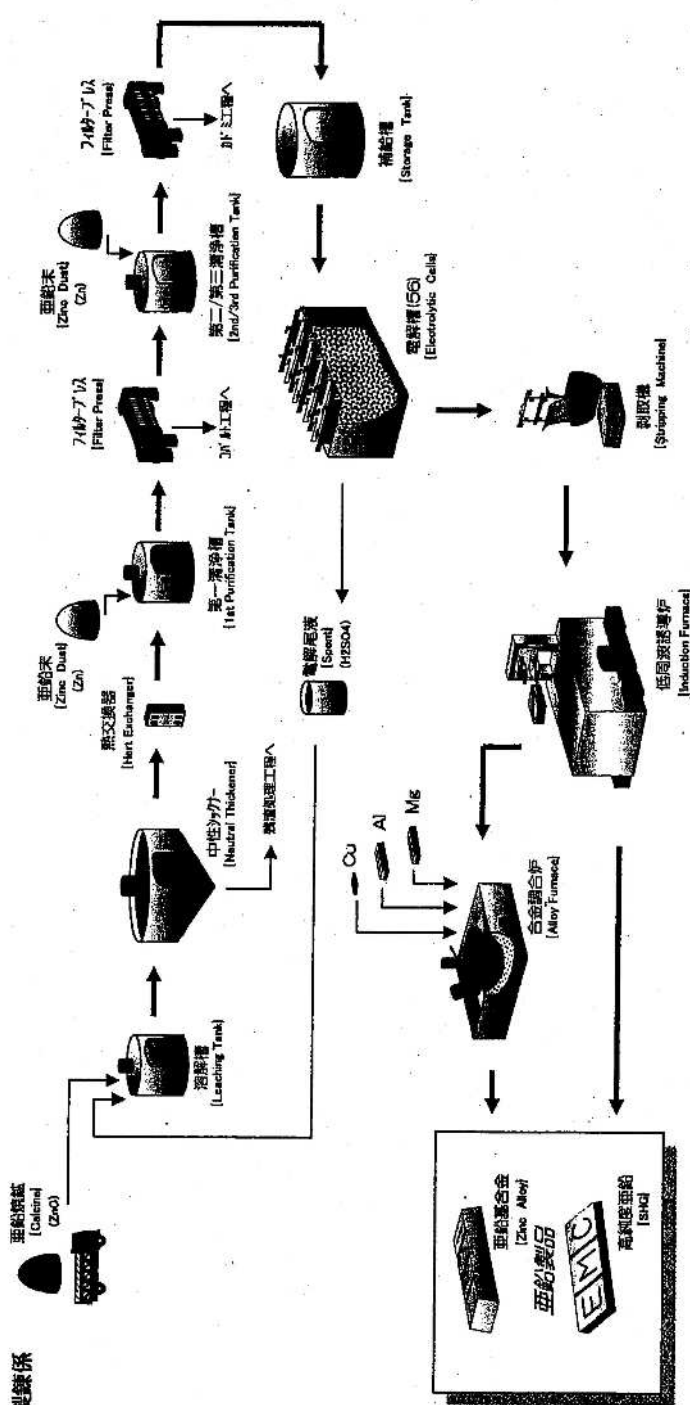 製錬係
亜鉛焼鉱
[Calcine]
(ZnO)
溶解槽
[Leaching Tank]
中性シックナー
[Neutral Thickener]
残渣処理工程へ
熱交換器
[Hert Exchanger]
亜鉛末
[Zinc Dust]
(Zn)
第一清浄槽
[1st Purification Tank]
フィルタープレス
[Filter Press]
コバルト工程へ
亜鉛末
[Zinc Dust]
(Zn)
第二/第三清浄槽
[2nd/3rd Purification Tank]
フィルタープレス
[Filter Press]
カドミ工程へ
補給槽
[Storage Tank]
電解槽(56)
[Electrolytic Cells]
電解尾液
[Spent]
(H2SO4)
剥取機
[Stripping Machine]
低周波誘導炉
[Induction Furnace]
Cu
Al
Mg
合金調合炉
[Alloy Furnace]
亜鉛基合金
[Zinc Alloy]
亜鉛製品
EMC
高純度亜鉛
[SHG]